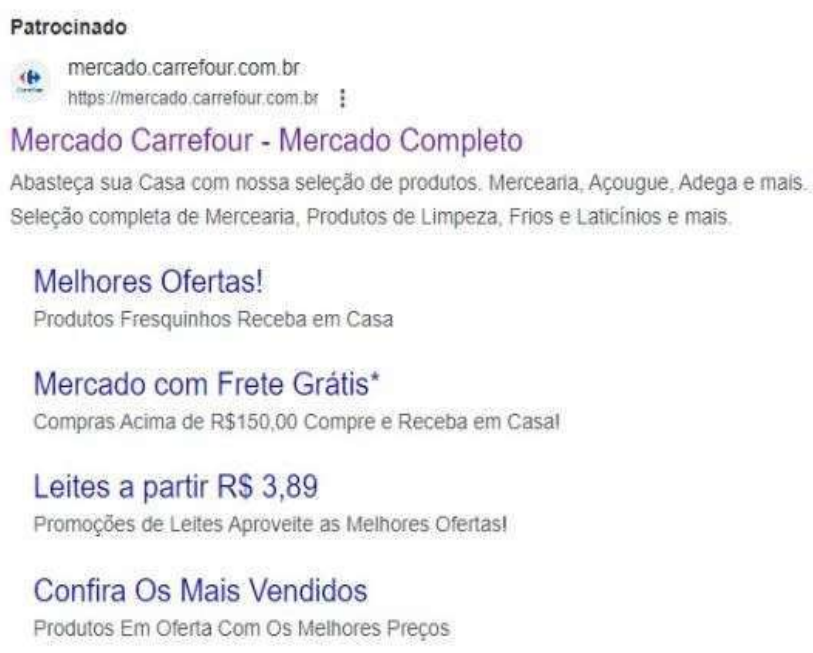 Patrocinado
mercado.carrefour.com.br
https://mercado.carrefour.com.br
Mercado Carrefour - Mercado Completo
Abasteça sua Casa com nossa seleção de produtos. Mercearia, Açougue, Adega e mais.
Seleção completa de Mercearia, Produtos de Limpeza, Frios e Laticínios e mais.
Melhores Ofertas!
Produtos Fresquinhos Receba em Casa
Mercado com Frete Grátis*
Compras Acima de R$150,00 Compre e Receba em Casa!
Leites a partir R$ 3,89
Promoções de Leites Aproveite as Melhores Ofertas!
Confira Os Mais Vendidos
Produtos Em Oferta Com Os Melhores Preços